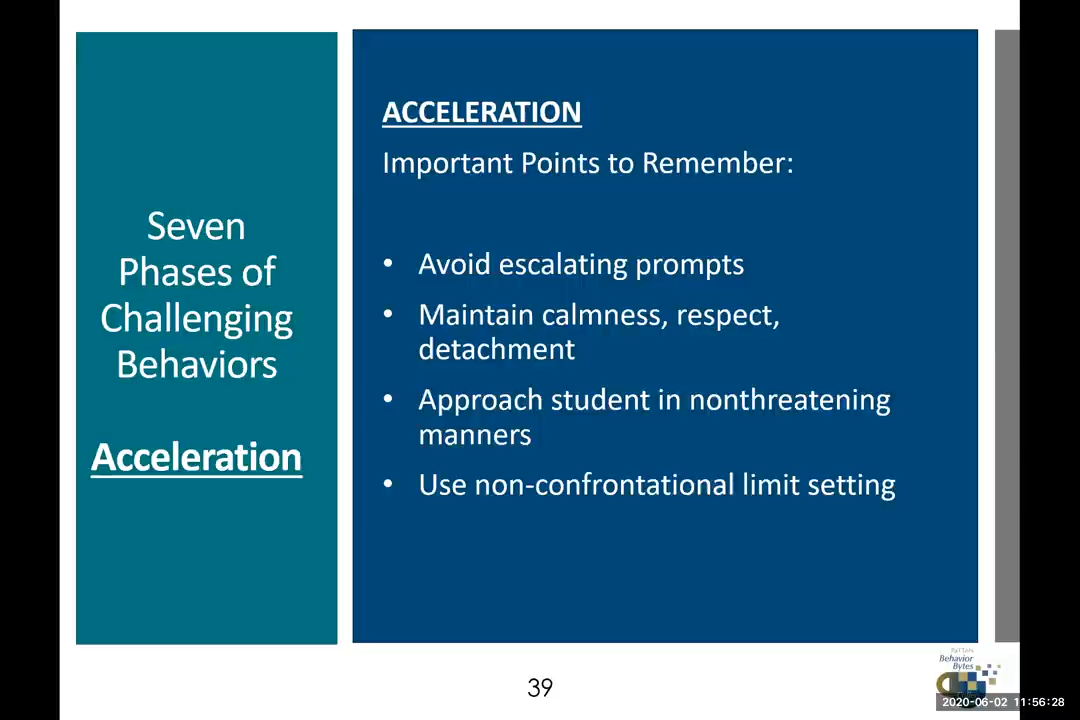 Seven
Phases of
Challenging
Behaviors
Acceleration
ACCELERATION
Important Points to Remember:
• Avoid escalating prompts
• Maintain calmness, respect,
detachment
• Approach student in nonthreatening
manners
• Use non-confrontational limit setting
39
PaTTAN
Behavior
Bytes
2020-06-02 11:56:28